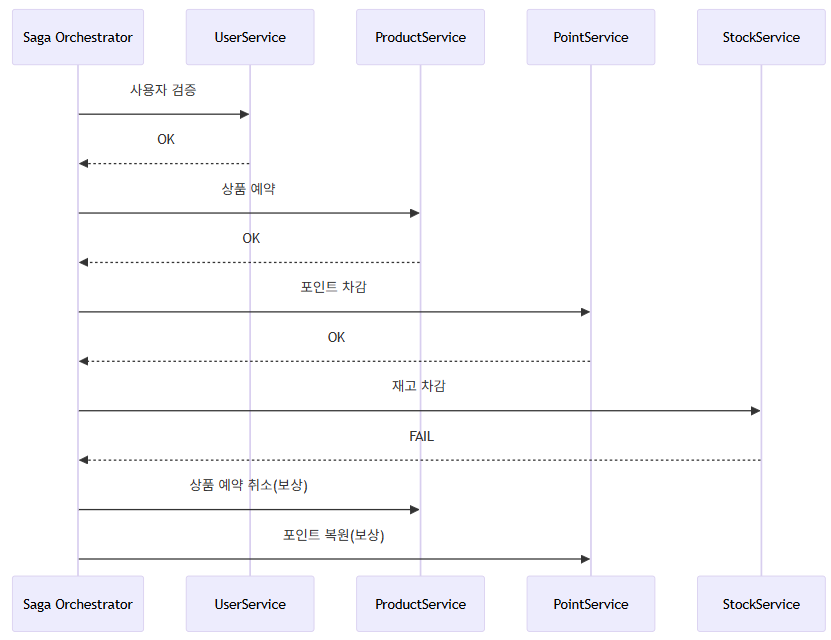 Saga Orchestrator UserService ProductService PointService StockService
사용자 검증
OK
상품 예약
OK
포인트 차감
OK
재고 차감
FAIL
상품 예약 취소(보상)
포인트 복원(보상)
Saga Orchestrator UserService ProductService PointService StockService